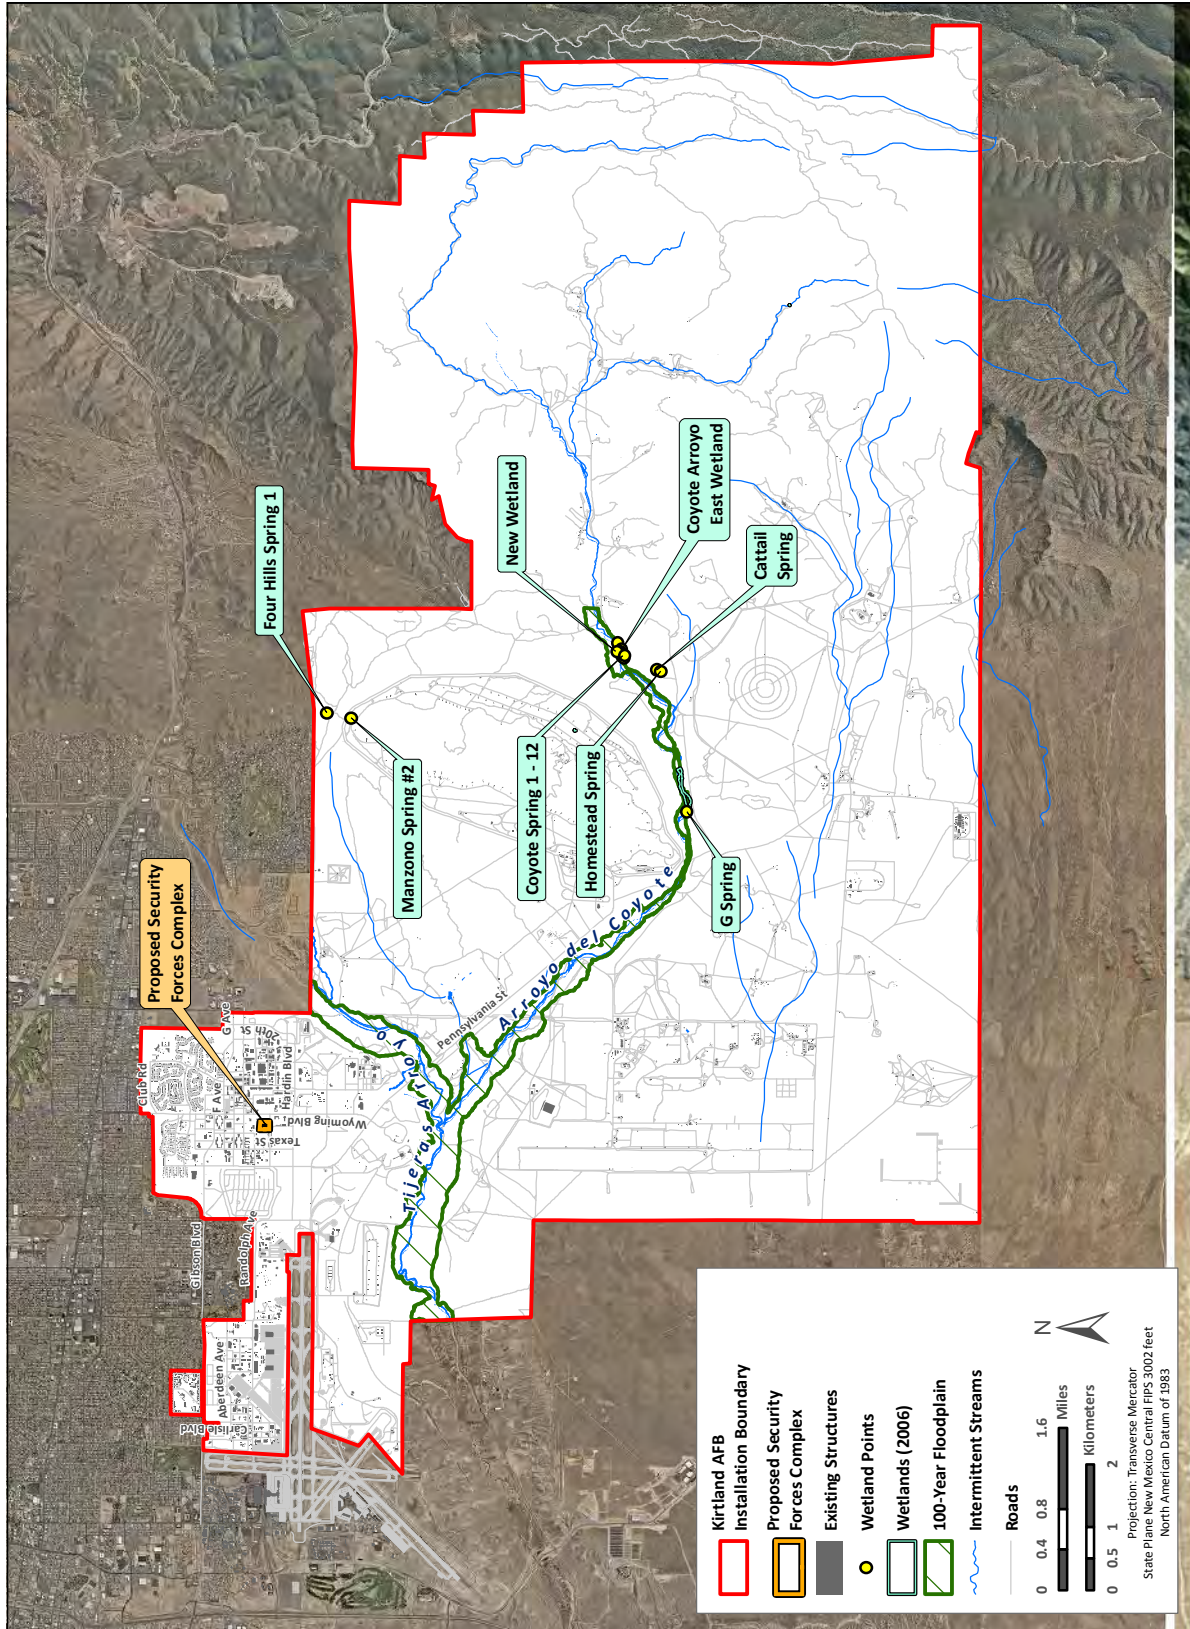 Four Hills Spring 1
Manzono Spring #2
New Wetland
Coyote Arroyo
East Wetland
Cattail
Spring
Coyote Spring 1 - 12
Homestead Spring
G Spring
Proposed Security
Forces Complex
Tijeras Arroyo
Arroyo del Coyote
Pennsylvania St
Club Rd
G Ave
20th St
F Ave
Hardin Blvd
Texas St
Wyoming Blvd
Gibson Blvd
Randolph Ave
Aberdeen Ave
Carlisle Blvd
Kirtland AFB
Installation Boundary
Proposed Security
Forces Complex
Existing Structures
Wetland Points
Wetlands (2006)
100-Year Floodplain
Intermittent Streams
Roads
N
0 0.4 0.8 1.6
Miles
Kilometers
0 0.5 1 2
Projection: Transverse Mercator
State Plane New Mexico Central FIPS 3002 feet
North American Datum of 1983